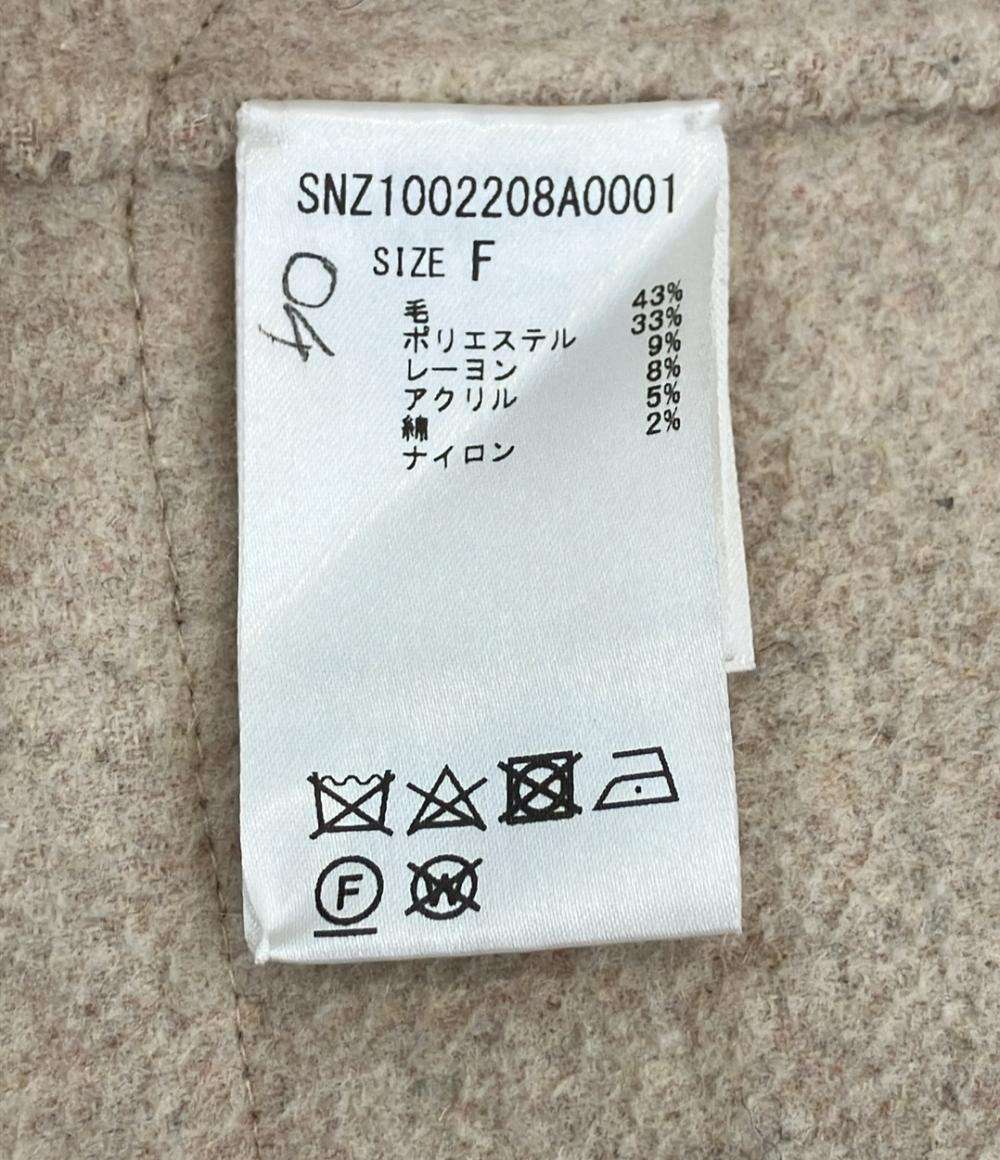 SNZ1002208A0001
SIZE F
40
毛 43%
ポリエステル 33%
レーヨン 9%
アクリル 8%
綿 5%
ナイロン 2%
F W